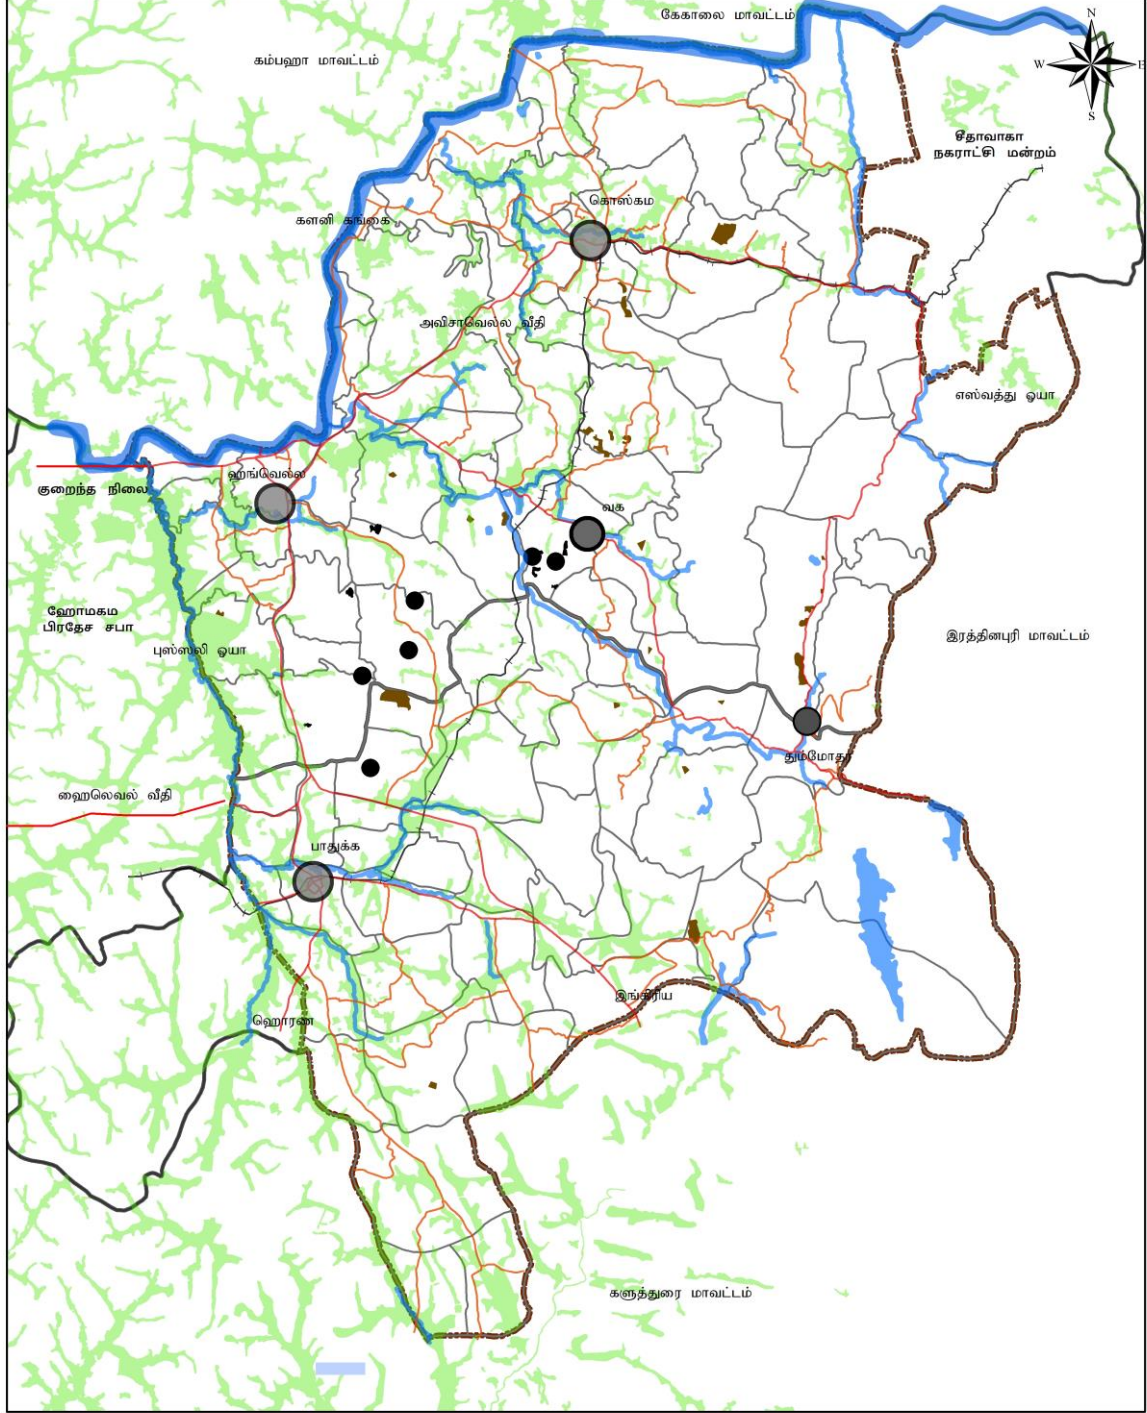 கேகாலை மாவட்டம்
N
W
E
S
கம்பஹா மாவட்டம்
சீதாவாகா
நகராட்சி மன்றம்
கொஸ்கம
களனி கங்கை
அவிசாவெல்ல வீதி
எஸ்வத்து ஓயா
ஹங்வெல்ல
குறைந்த நிலை
வக
ஹோமகம
பிரதேச சபா
இரத்தினபுரி மாவட்டம்
புஸ்ஸலி ஓயா
தும்மோதர
ஹைலெவல் வீதி
பாதுக்க
இங்கிரிய
ஹொரண
களுத்துரை மாவட்டம்